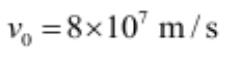 v₀ = 8×10⁷ m/s